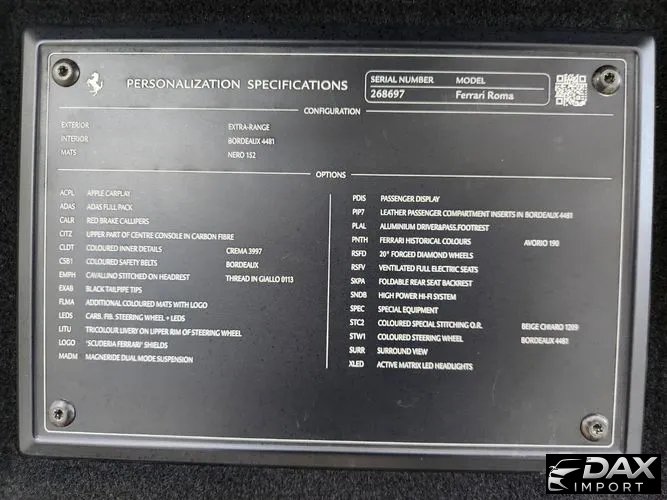 PERSONALIZATION SPECIFICATIONS
SERIAL NUMBER MODEL
268697 Ferrari Roma
CONFIGURATION
EXTERIOR EXTRA-RANGE
INTERIOR BORDEAUX 4481
MATS NERO 152
OPTIONS
ACPL APPLE CARPLAY
ADAS ADAS FULL PACK
CALR RED BRAKE CALLIPERS
CITZ UPPER PART OF CENTRE CONSOLE IN CARBON FIBRE
CLDT COLOURED INNER DETAILS CREMA 3997
CSB1 COLOURED SAFETY BELTS BORDEAUX
EMPH CAVALLINO STITCHED ON HEADREST THREAD IN GIALLO 0113
EXAB BLACK TAILPIPE TIPS
FLMA ADDITIONAL COLOURED MATS WITH LOGO
LEDS CARB. FIB. STEERING WHEEL + LEDS
LITU TRICOLOUR LIVERY ON UPPER RIM OF STEERING WHEEL
LOGO "SCUDERIA FERRARI" SHIELDS
MADM MAGNERIDE DUAL MODE SUSPENSION
PDIS PASSENGER DISPLAY
PIP7 LEATHER PASSENGER COMPARTMENT INSERTS IN BORDEAUX 4481
PLAL ALUMINIUM DRIVER&PASS.FOOTREST
PNTH FERRARI HISTORICAL COLOURS AVORIO 190
RSFD 20" FORGED DIAMOND WHEELS
RSFV VENTILATED FULL ELECTRIC SEATS
SXPA FOLDABLE REAR SEAT BACKREST
SNDB HIGH POWER HI-FI SYSTEM
SPEC SPECIAL EQUIPMENT
STC2 COLOURED SPECIAL STITCHING O.R. BEIGE CHIARO 1209
STW1 COLOURED STEERING WHEEL BORDEAUX 4481
SURR SURROUND VIEW
XLED ACTIVE MATRIX LED HEADLIGHTS
DAX
IMPORT